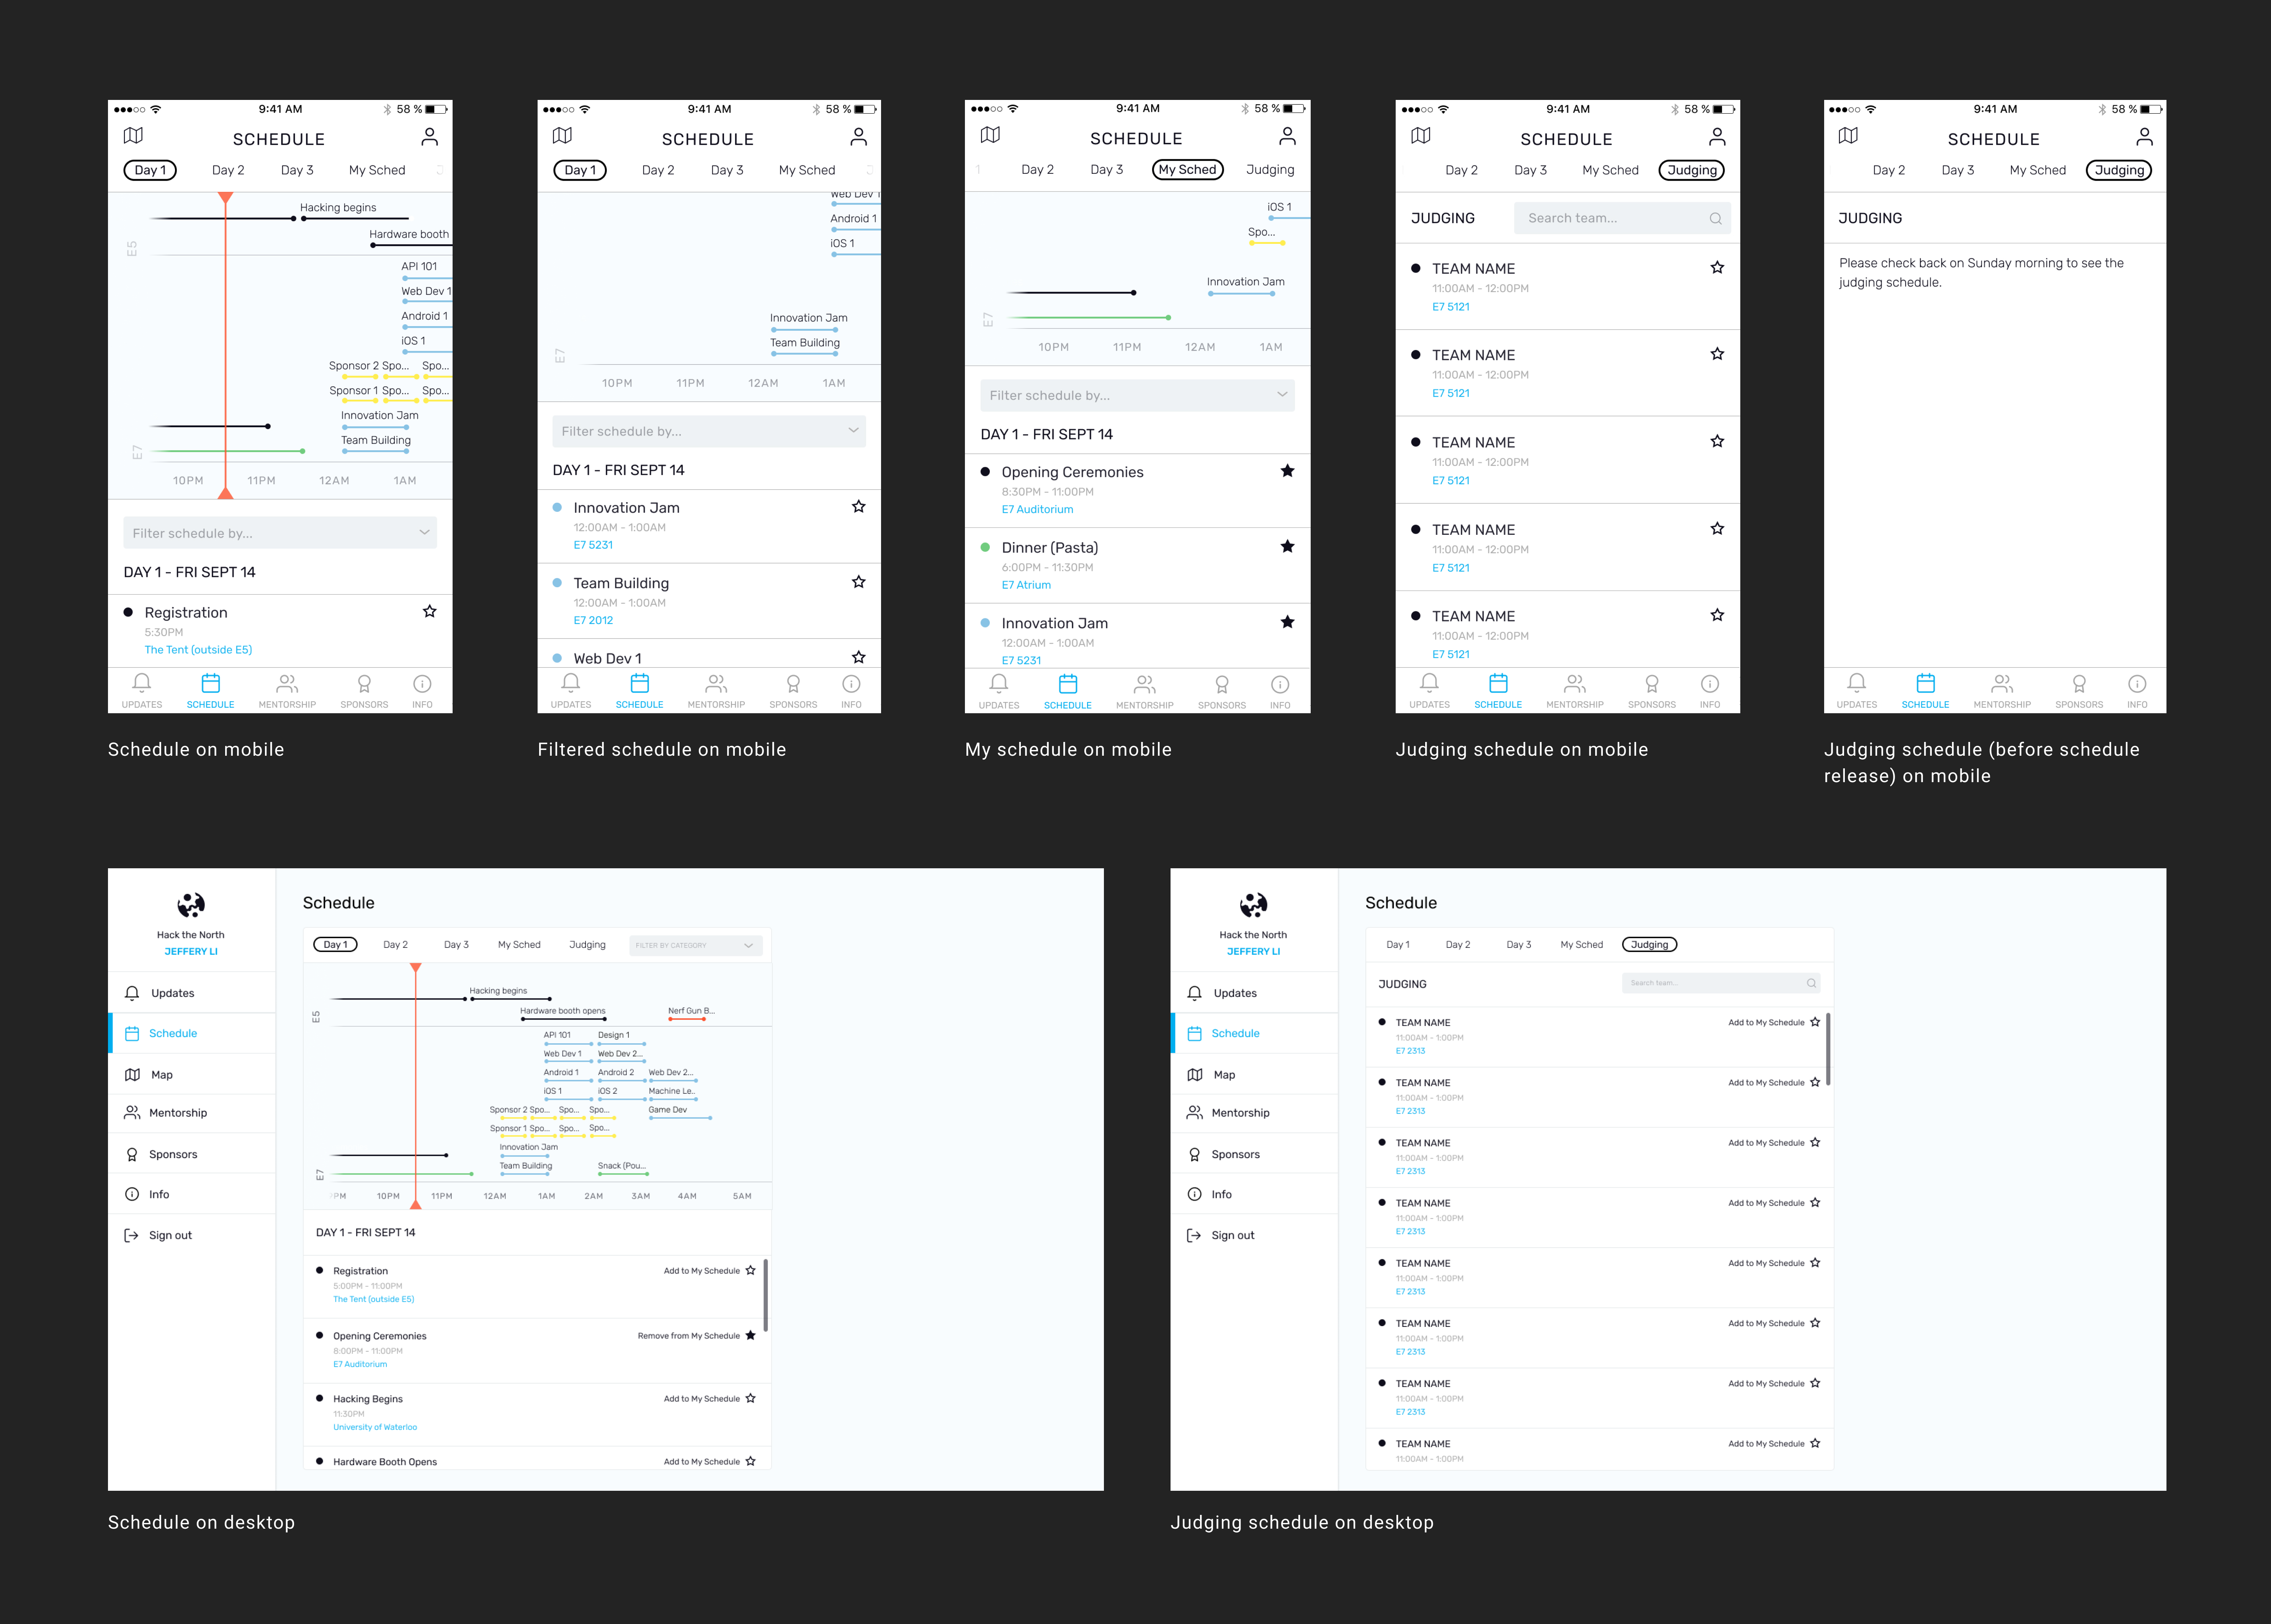 9:41 AM
58 %
SCHEDULE
Day 1
Day 2
Day 3
My Sched
Hacking begins
Hardware booth
E5
API 101
Web Dev 1
Android 1
iOS 1
Sponsor 2 Spo... Spo...
Sponsor 1 Spo... Spo...
Innovation Jam
Team Building
E7
10PM 11PM 12AM 1AM
Filter schedule by...
DAY 1 - FRI SEPT 14
Registration
5:30PM
The Tent (outside E5)
UPDATES SCHEDULE MENTORSHIP SPONSORS INFO
Schedule on mobile
9:41 AM
58 %
SCHEDULE
Day 1
Day 2
Day 3
My Sched
Web Dev 1
Android 1
iOS 1
Innovation Jam
Team Building
E7
10PM 11PM 12AM 1AM
Filter schedule by...
DAY 1 - FRI SEPT 14
Innovation Jam
12:00AM - 1:00AM
E7 5231
Team Building
12:00AM - 1:00AM
E7 2012
Web Dev 1
UPDATES SCHEDULE MENTORSHIP SPONSORS INFO
Filtered schedule on mobile
9:41 AM
58 %
SCHEDULE
1
Day 2
Day 3
My Sched
Judging
iOS 1
Spo...
Innovation Jam
E7
10PM 11PM 12AM 1AM
Filter schedule by...
DAY 1 - FRI SEPT 14
Opening Ceremonies
8:30PM - 11:00PM
E7 Auditorium
Dinner (Pasta)
6:00PM - 11:30PM
E7 Atrium
Innovation Jam
12:00AM - 1:00AM
E7 5231
UPDATES SCHEDULE MENTORSHIP SPONSORS INFO
My schedule on mobile
9:41 AM
58 %
SCHEDULE
Day 2
Day 3
My Sched
Judging
JUDGING
Search team...
TEAM NAME
11:00AM - 12:00PM
E7 5121
TEAM NAME
11:00AM - 12:00PM
E7 5121
TEAM NAME
11:00AM - 12:00PM
E7 5121
TEAM NAME
11:00AM - 12:00PM
E7 5121
TEAM NAME
11:00AM - 12:00PM
E7 5121
UPDATES SCHEDULE MENTORSHIP SPONSORS INFO
Judging schedule on mobile
9:41 AM
58 %
SCHEDULE
Day 2
Day 3
My Sched
Judging
JUDGING
Please check back on Sunday morning to see the
judging schedule.
UPDATES SCHEDULE MENTORSHIP SPONSORS INFO
Judging schedule (before schedule
release) on mobile
Hack the North
JEFFERY LI
Updates
Schedule
Map
Mentorship
Sponsors
Info
Sign out
Schedule
Day 1
Day 2
Day 3
My Sched
Judging
FILTER BY CATEGORY
Hacking begins
Hardware booth opens
Nerf Gun B...
E5
API 101 Design 1
Web Dev 1 Web Dev 2...
Android 1 Android 2 Web Dev 2...
iOS 1 iOS 2 Machine Le..
Sponsor 2 Spo... Spo... Spo... Game Dev
Sponsor 1 Spo... Spo... Spo...
Innovation Jam
Team Building Snack (Pou...
E7
PM 10PM 11PM 12AM 1AM 2AM 3AM 4AM 5AM
DAY 1 - FRI SEPT 14
Registration
Add to My Schedule
5:00PM - 11:00PM
The Tent (outside E5)
Opening Ceremonies
Remove from My Schedule
8:00PM - 11:00PM
E7 Auditorium
Hacking Begins
Add to My Schedule
11:30PM
University of Waterloo
Hardware Booth Opens
Add to My Schedule
Schedule on desktop
Hack the North
JEFFERY LI
Updates
Schedule
Map
Mentorship
Sponsors
Info
Sign out
Schedule
Day 1
Day 2
Day 3
My Sched
Judging
JUDGING
Search team...
TEAM NAME
Add to My Schedule
11:00AM - 1:00PM
E7 2313
TEAM NAME
Add to My Schedule
11:00AM - 1:00PM
E7 2313
TEAM NAME
Add to My Schedule
11:00AM - 1:00PM
E7 2313
TEAM NAME
Add to My Schedule
11:00AM - 1:00PM
E7 2313
TEAM NAME
Add to My Schedule
11:00AM - 1:00PM
E7 2313
TEAM NAME
Add to My Schedule
11:00AM - 1:00PM
E7 2313
TEAM NAME
Add to My Schedule
11:00AM - 1:00PM
E7 2313
TEAM NAME
Add to My Schedule
11:00AM - 1:00PM
Judging schedule on desktop